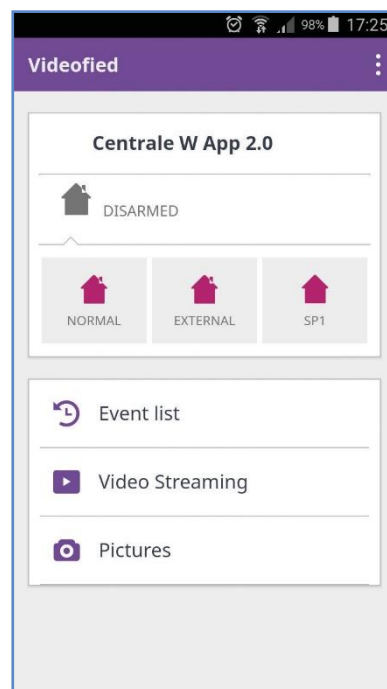 98% 17:25
Videofied
Centrale W App 2.0
DISARMED
NORMAL EXTERNAL SP1
Event list
Video Streaming
Pictures